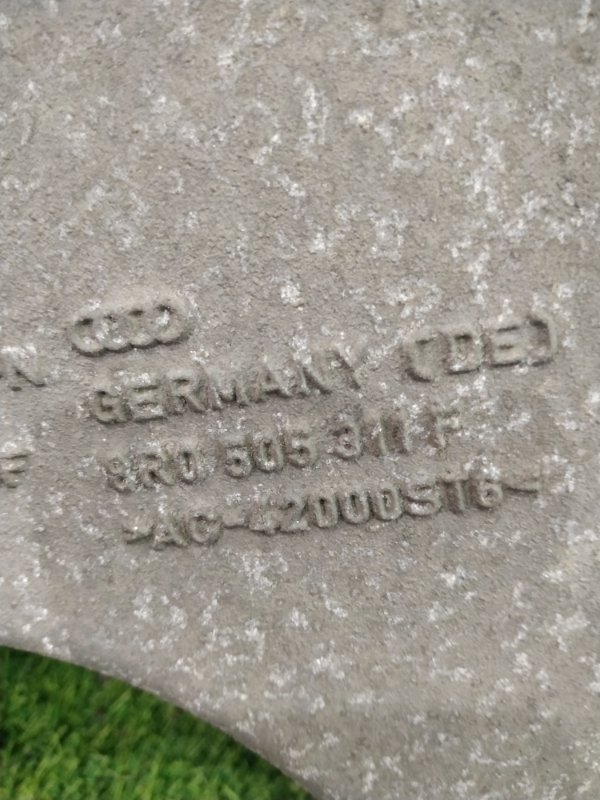 GERMANY (DE)
8R0 505 311 F
>AC-42000ST6<